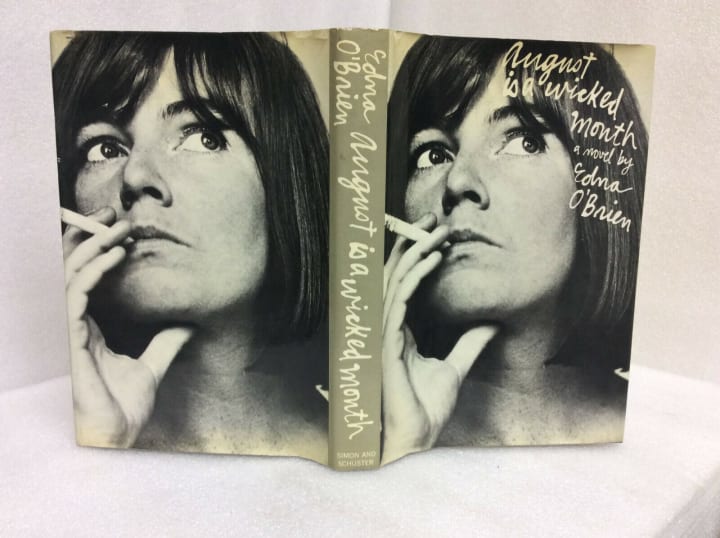 Edna
O'Brien
August is a wicked month
SIMON AND
SCHUSTER
August
is a wicked
month
a novel by
Edna
O'Brien